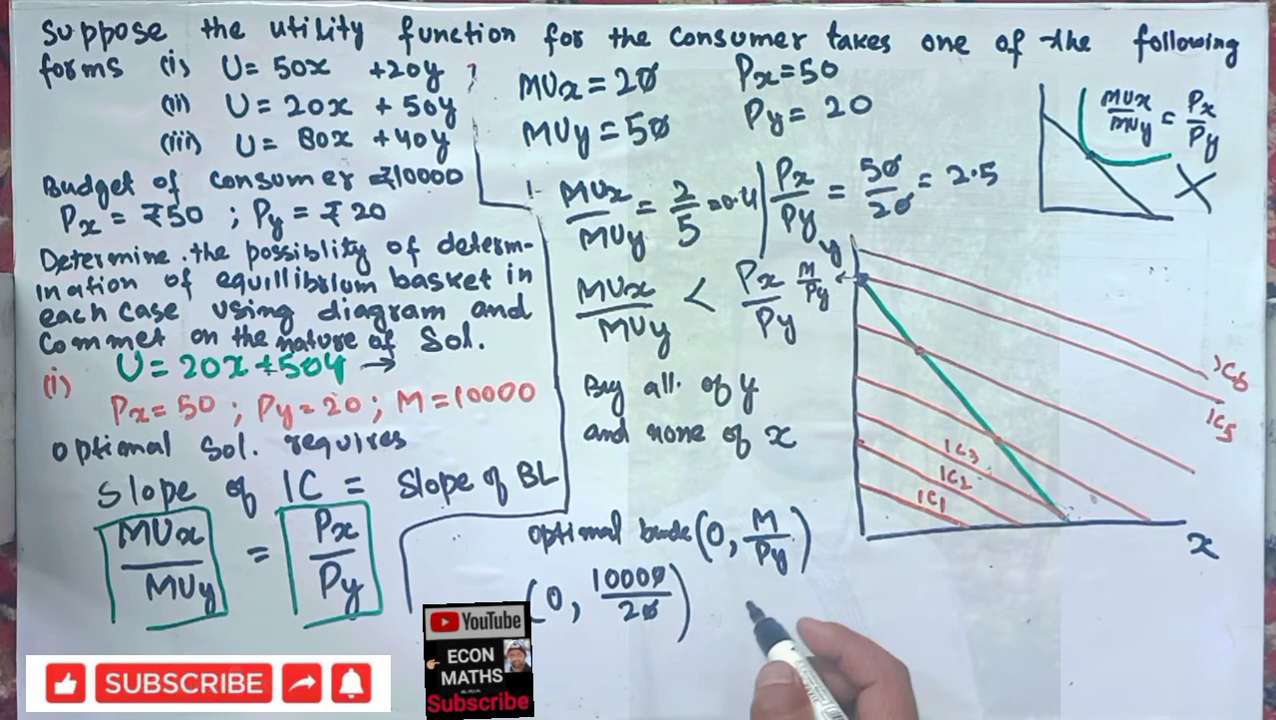 Suppose the utility function for the consumer takes one of the following
forms (i) U = 50x + 20y ;
(ii) U = 20x + 50y
(iii) U = 80x + 40y
Budget of consumer = ₹10000
Px = ₹50 ; Py = ₹20
Determine the possiblity of determ-
ination of equillibrium basket in
each case using diagram and
Commet on the nature of Sol.
U = 20x + 50y →
(i)
Px = 50 ; Py = 20 ; M = 10000
Optimal Sol. requires
Slope of IC = Slope of BL
MUx/MUy = Px/Py
MUx = 20 Px = 50
MUy = 50 Py = 20
MUx/MUy = 2/5 = 0.4 | Px/Py = 50/20 = 2.5
MUx/MUy < Px/Py
Buy all of y
and none of x
Optimal (0, M/Py)
(0, 10000/20)
MUx/MUy = Px/Py
X
y
M/Py
IC6
IC5
IC3
IC2
IC1
x
YouTube
ECON
MATHS
Subscribe
SUBSCRIBE